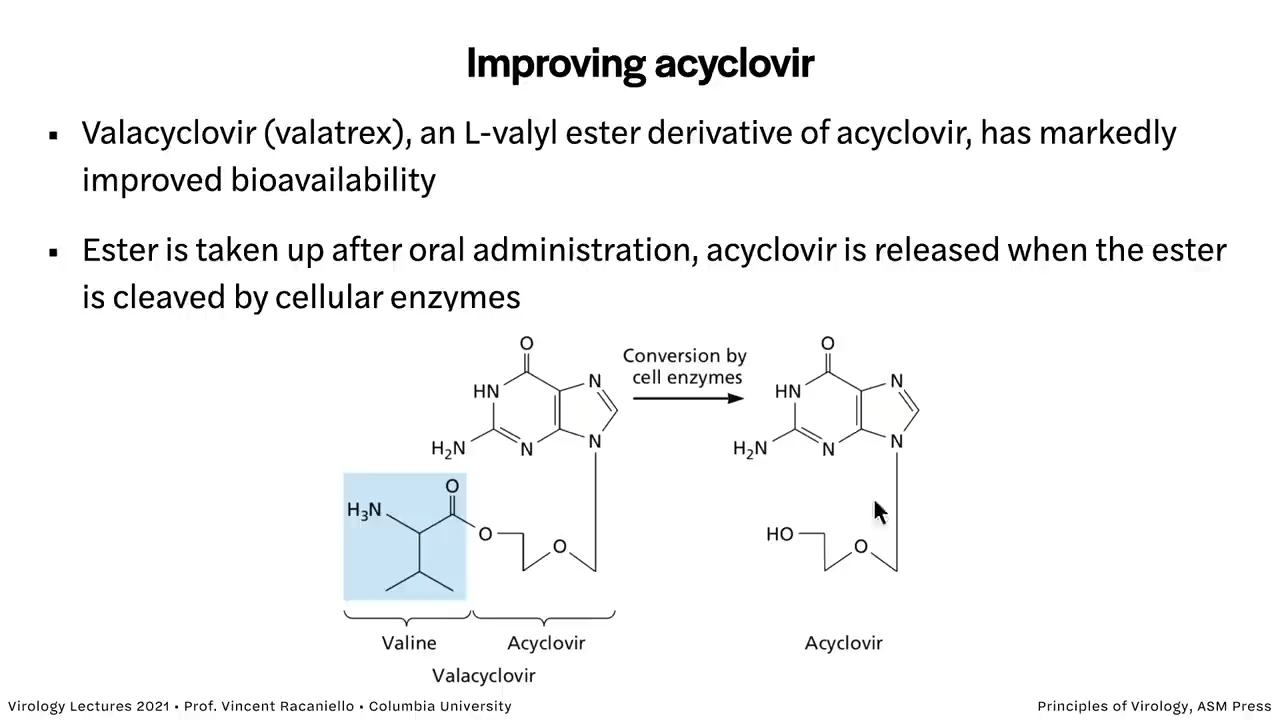 Improving acyclovir
▪ Valacyclovir (valatrex), an L-valyl ester derivative of acyclovir, has markedly
improved bioavailability
▪ Ester is taken up after oral administration, acyclovir is released when the ester
is cleaved by cellular enzymes
O
HN
N
N
N
H₂N
H₃N
O
O
O
Valine
Acyclovir
Valacyclovir
Conversion by
cell enzymes
O
HN
N
N
N
H₂N
HO
O
Acyclovir
Virology Lectures 2021 • Prof. Vincent Racaniello • Columbia University
Principles of Virology, ASM Press